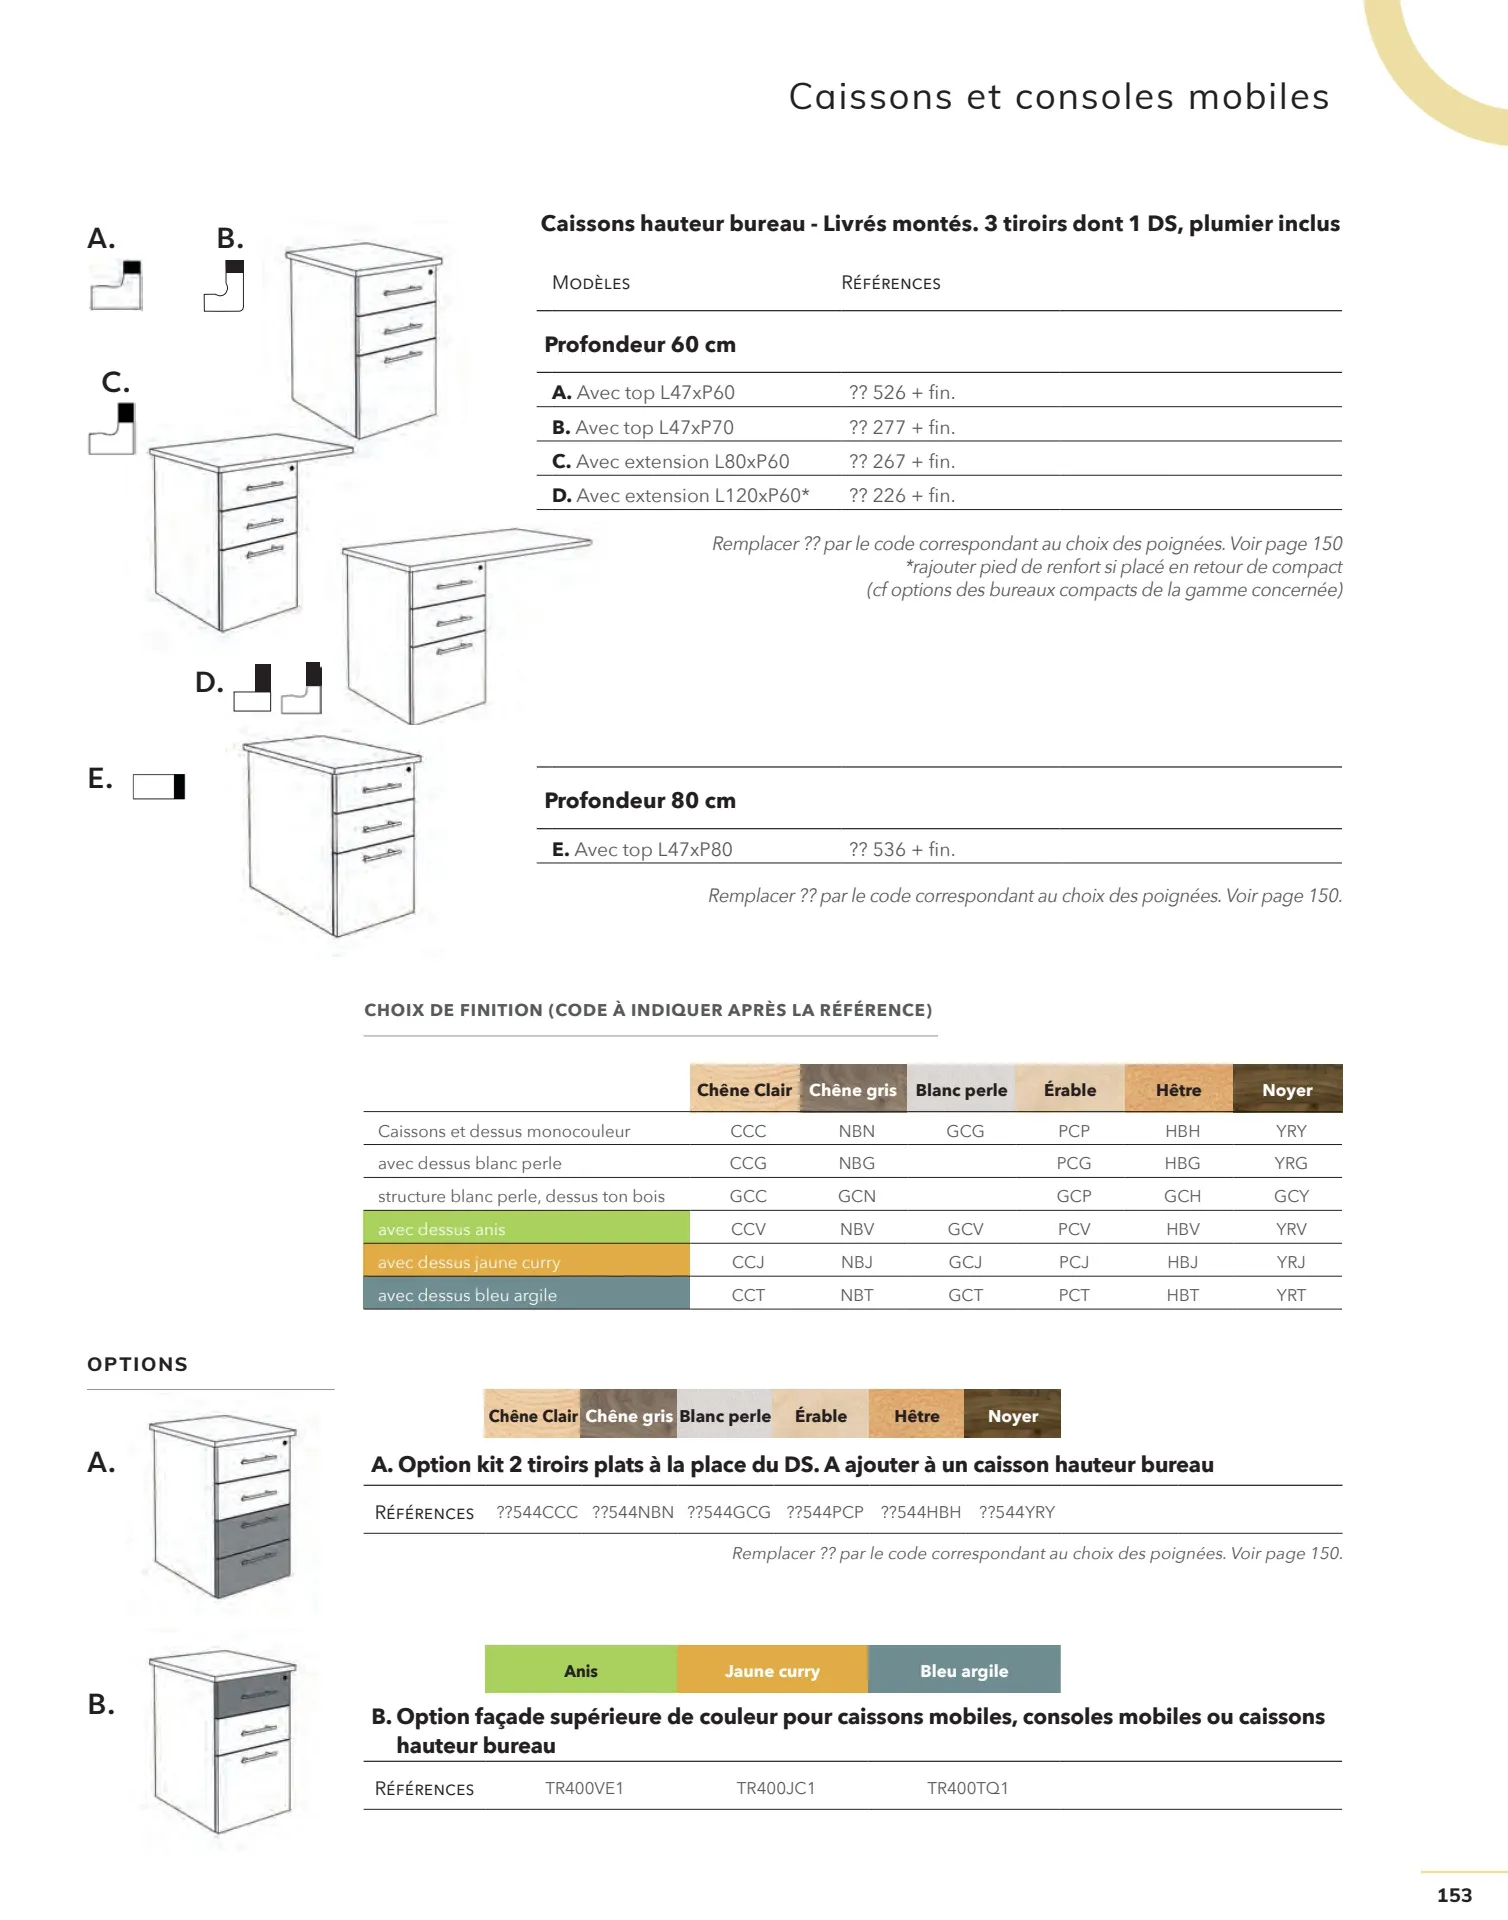 Caissons et consoles mobiles
A.
B.
C.
D.
E.
Caissons hauteur bureau - Livrés montés. 3 tiroirs dont 1 DS, plumier inclus
Modèles Références
Profondeur 60 cm
A. Avec top L47xP60 ?? 526 + fin.
B. Avec top L47xP70 ?? 277 + fin.
C. Avec extension L80xP60 ?? 267 + fin.
D. Avec extension L120xP60* ?? 226 + fin.
Remplacer ?? par le code correspondant au choix des poignées. Voir page 150
*rajouter pied de renfort si placé en retour de compact
(cf options des bureaux compacts de la gamme concernée)
Profondeur 80 cm
E. Avec top L47xP80 ?? 536 + fin.
Remplacer ?? par le code correspondant au choix des poignées. Voir page 150.
CHOIX DE FINITION (CODE À INDIQUER APRÈS LA RÉFÉRENCE)
Chêne Clair Chêne gris Blanc perle Érable Hêtre Noyer
Caissons et dessus monocouleur CCC NBN GCG PCP HBH YRY
avec dessus blanc perle CCG NBG PCG HBG YRG
structure blanc perle, dessus ton bois GCC GCN GCP GCH GCY
avec dessus anis CCV NBV GCV PCV HBV YRV
avec dessus jaune curry CCJ NBJ GCJ PCJ HBJ YRJ
avec dessus bleu argile CCT NBT GCT PCT HBT YRT
OPTIONS
Chêne Clair Chêne gris Blanc perle Érable Hêtre Noyer
A.
A. Option kit 2 tiroirs plats à la place du DS. A ajouter à un caisson hauteur bureau
Références ??544CCC ??544NBN ??544GCG ??544PCP ??544HBH ??544YRY
Remplacer ?? par le code correspondant au choix des poignées. Voir page 150.
Anis Jaune curry Bleu argile
B.
B. Option façade supérieure de couleur pour caissons mobiles, consoles mobiles ou caissons
hauteur bureau
Références TR400VE1 TR400JC1 TR400TQ1
153